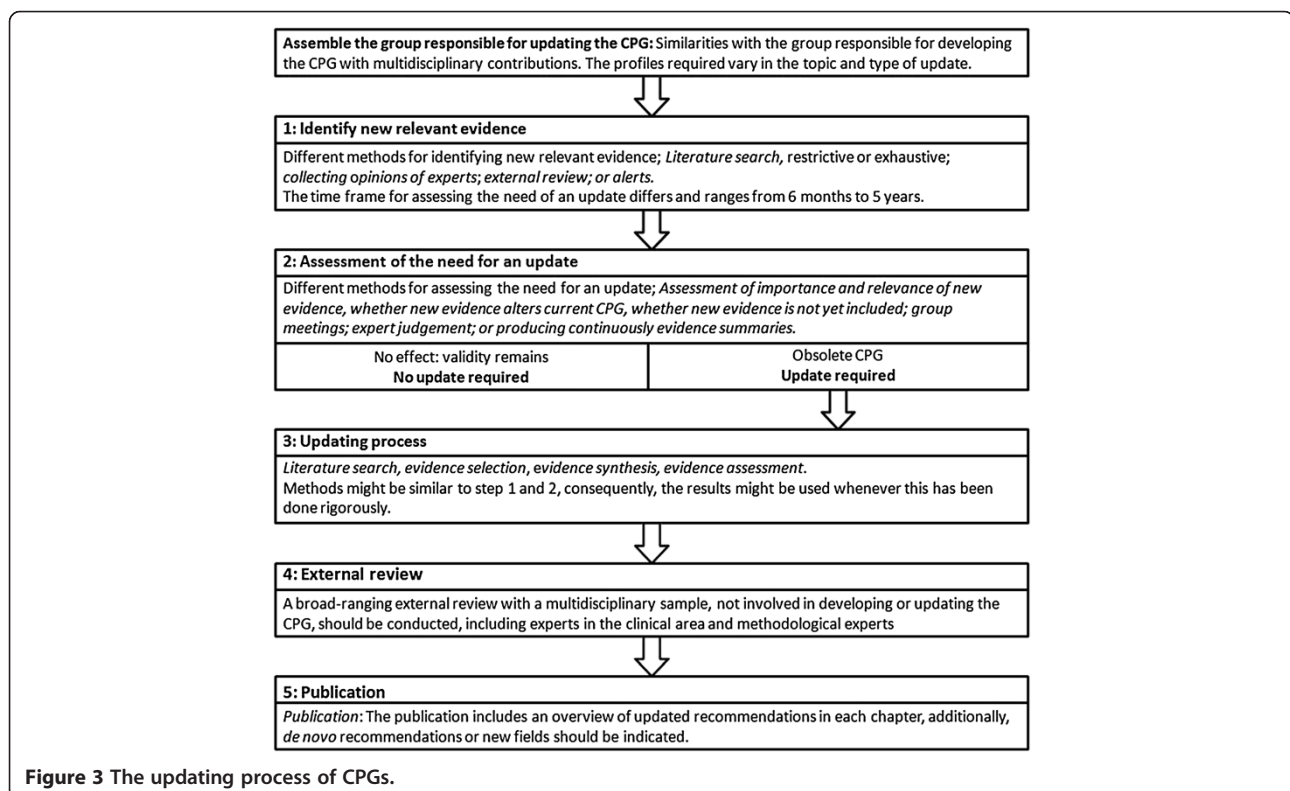 Assemble the group responsible for updating the CPG: Similarities with the group responsible for developing
the CPG with multidisciplinary contributions. The profiles required vary in the topic and type of update.
1: Identify new relevant evidence
Different methods for identifying new relevant evidence; Literature search, restrictive or exhaustive;
collecting opinions of experts; external review; or alerts.
The time frame for assessing the need of an update differs and ranges from 6 months to 5 years.
2: Assessment of the need for an update
Different methods for assessing the need for an update; Assessment of importance and relevance of new
evidence, whether new evidence alters current CPG, whether new evidence is not yet included; group
meetings; expert judgement; or producing continuously evidence summaries.
No effect: validity remains
No update required
Obsolete CPG
Update required
3: Updating process
Literature search, evidence selection, evidence synthesis, evidence assessment.
Methods might be similar to step 1 and 2, consequently, the results might be used whenever this has been
done rigorously.
4: External review
A broad-ranging external review with a multidisciplinary sample, not involved in developing or updating the
CPG, should be conducted, including experts in the clinical area and methodological experts
5: Publication
Publication: The publication includes an overview of updated recommendations in each chapter, additionally,
de novo recommendations or new fields should be indicated.
Figure 3 The updating process of CPGs.